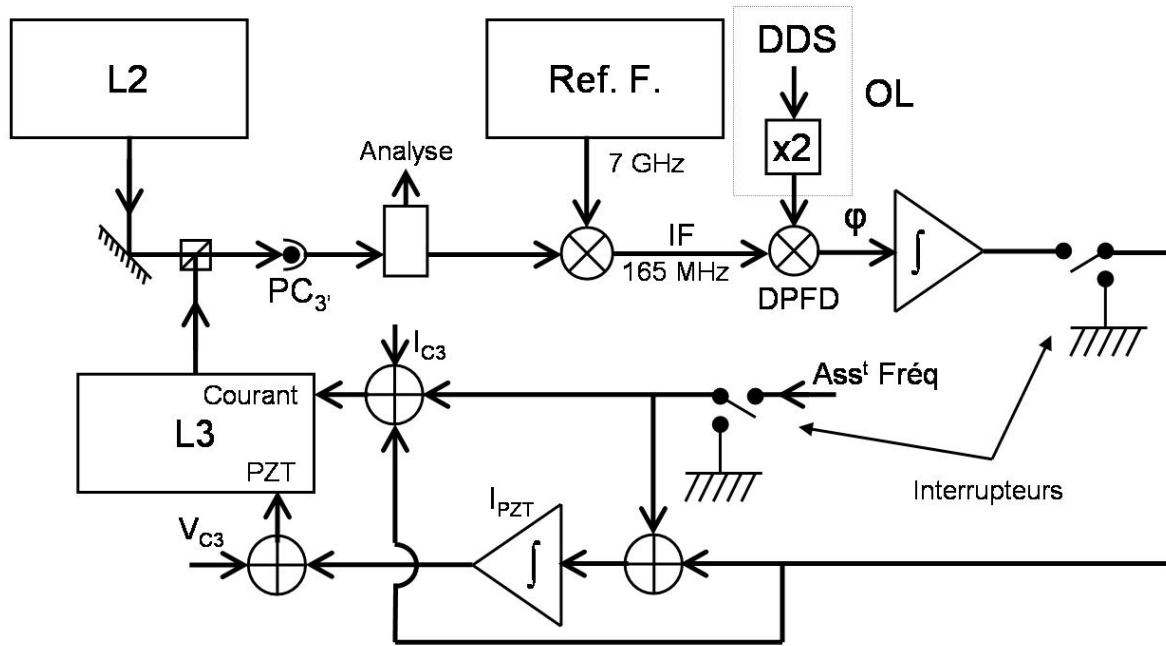 L2
Ref. F.
DDS
OL
x2
Analyse
7 GHz
PC3'
IF
165 MHz
DPFD
φ
∫
IC3
Courant
L3
PZT
Asst Fréq
Interrupteurs
IPZT
VC3
∫